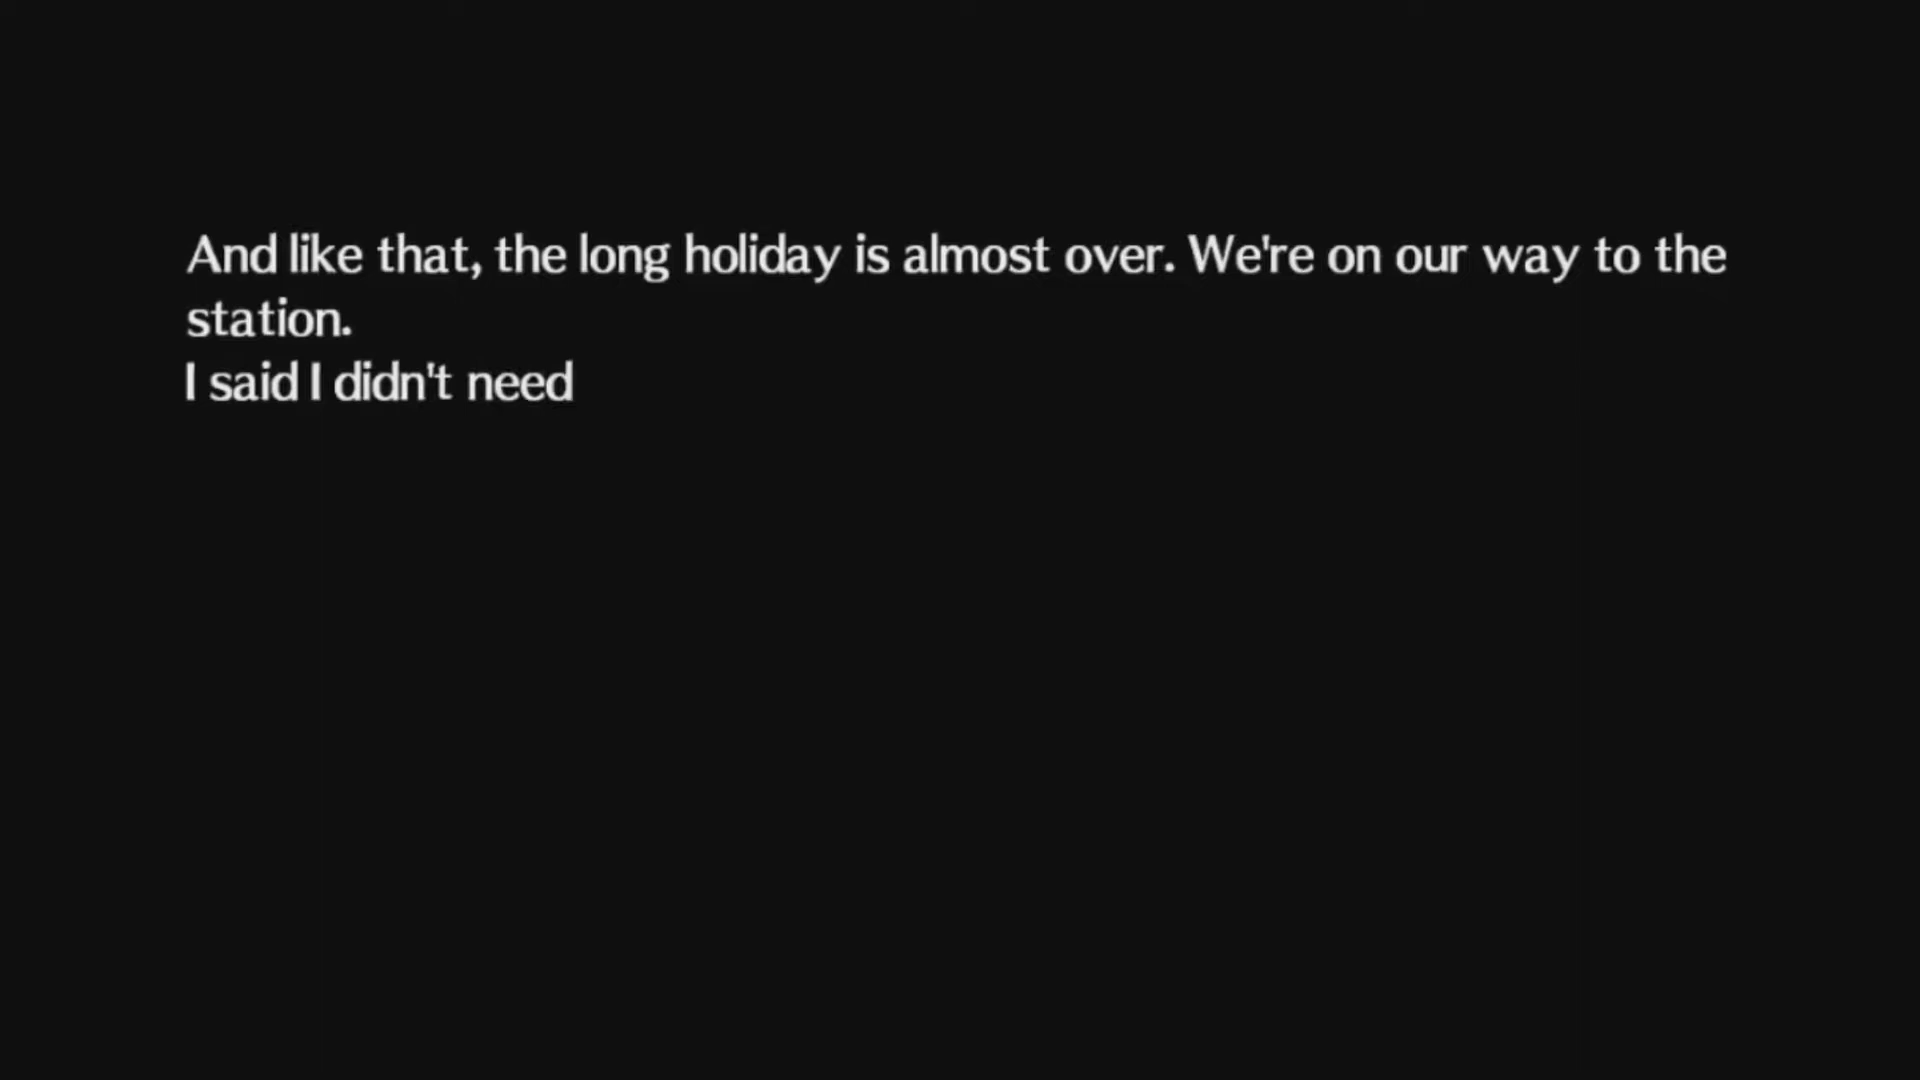 And like that, the long holiday is almost over. We're on our way to the
station.
I said I didn't need